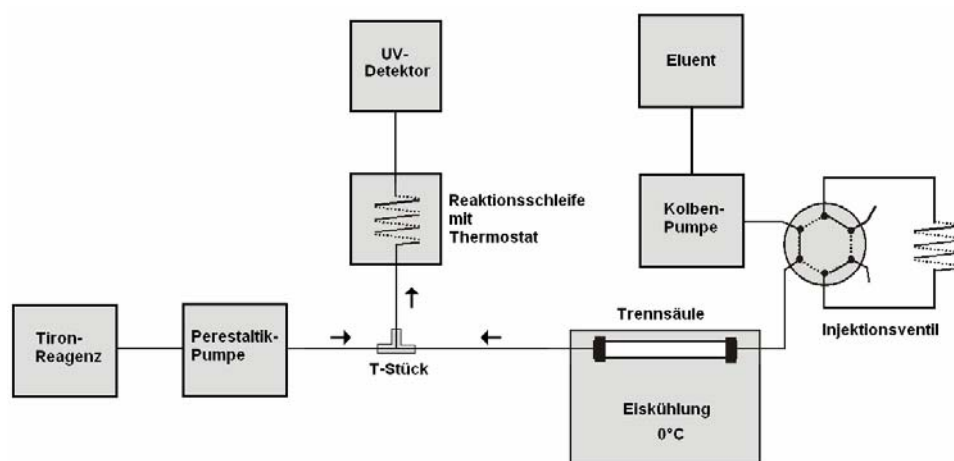 UV-
Detektor
Eluent
Reaktionsschleife
mit
Thermostat
Kolben-
Pumpe
Tiron-
Reagenz
Perestaltik-
Pumpe
T-Stück
Trennsäule
Injektionsventil
Eiskühlung
0°C